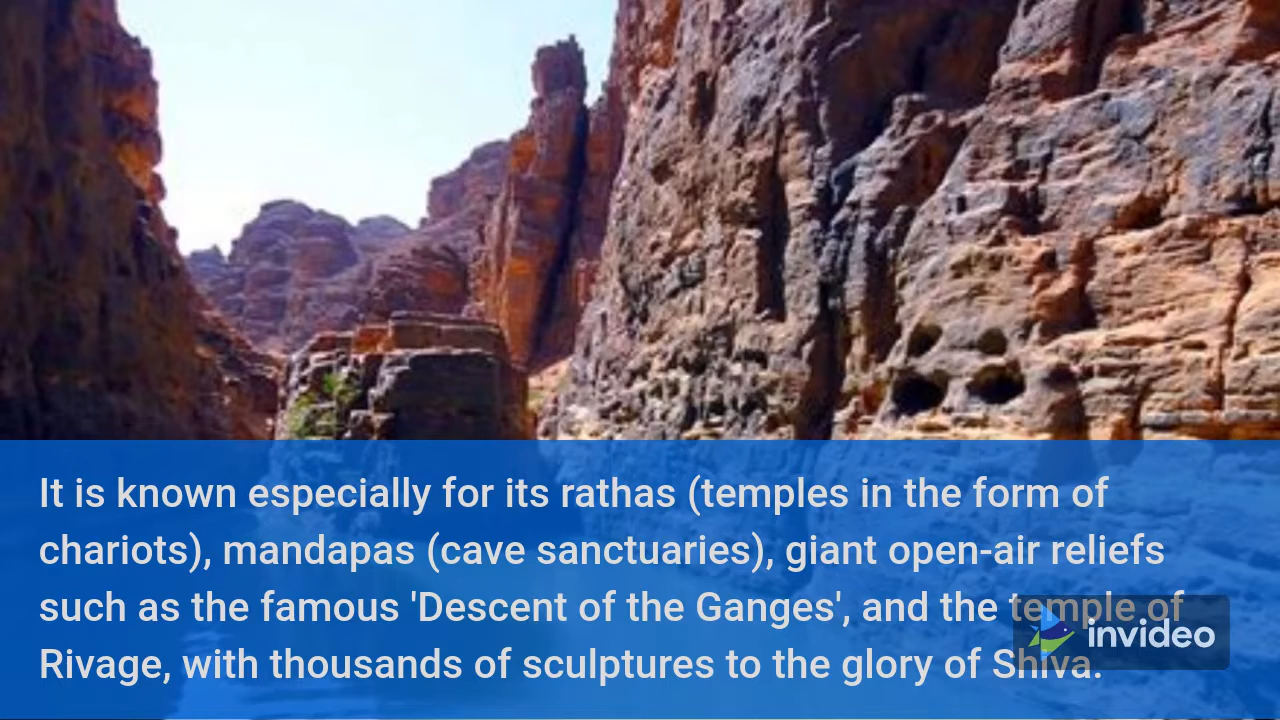 It is known especially for its rathas (temples in the form of
chariots), mandapas (cave sanctuaries), giant open-air reliefs
such as the famous 'Descent of the Ganges', and the temple of
Rivage, with thousands of sculptures to the glory of Shiva.
invideo